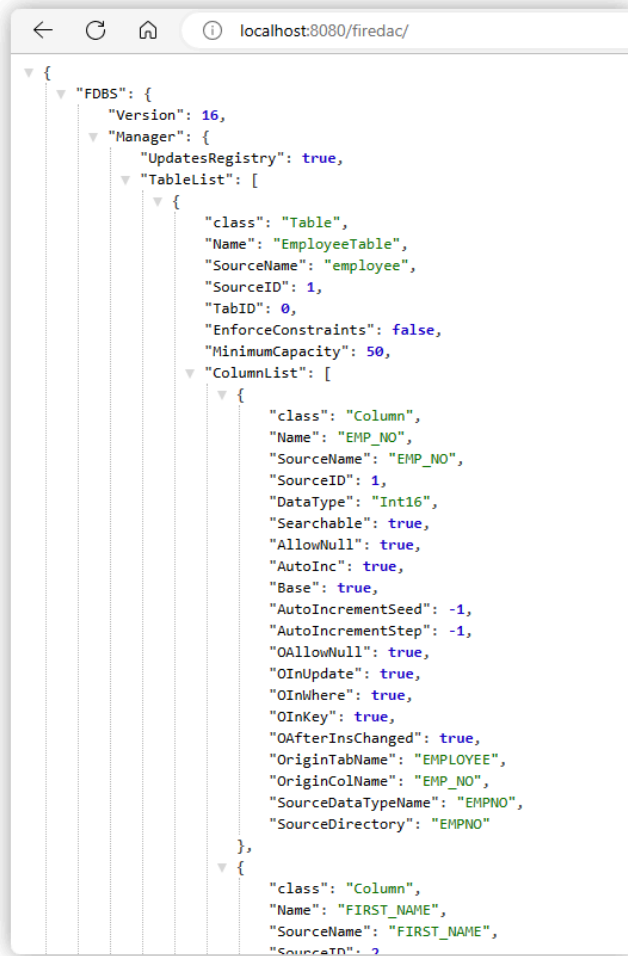 localhost:8080/firedac/
{
"FDBS": {
"Version": 16,
"Manager": {
"UpdatesRegistry": true,
"TableList": [
{
"class": "Table",
"Name": "EmployeeTable",
"SourceName": "employee",
"SourceID": 1,
"TabID": 0,
"EnforceConstraints": false,
"MinimumCapacity": 50,
"ColumnList": [
{
"class": "Column",
"Name": "EMP_NO",
"SourceName": "EMP_NO",
"SourceID": 1,
"DataType": "Int16",
"Searchable": true,
"AllowNull": true,
"AutoInc": true,
"Base": true,
"AutoIncrementSeed": -1,
"AutoIncrementStep": -1,
"OAllowNull": true,
"OInUpdate": true,
"OInWhere": true,
"OInKey": true,
"OAfterInsChanged": true,
"OriginTabName": "EMPLOYEE",
"OriginColName": "EMP_NO",
"SourceDataTypeName": "EMPNO",
"SourceDirectory": "EMPNO"
},
{
"class": "Column",
"Name": "FIRST_NAME",
"SourceName": "FIRST_NAME",
"SourceID": 2,